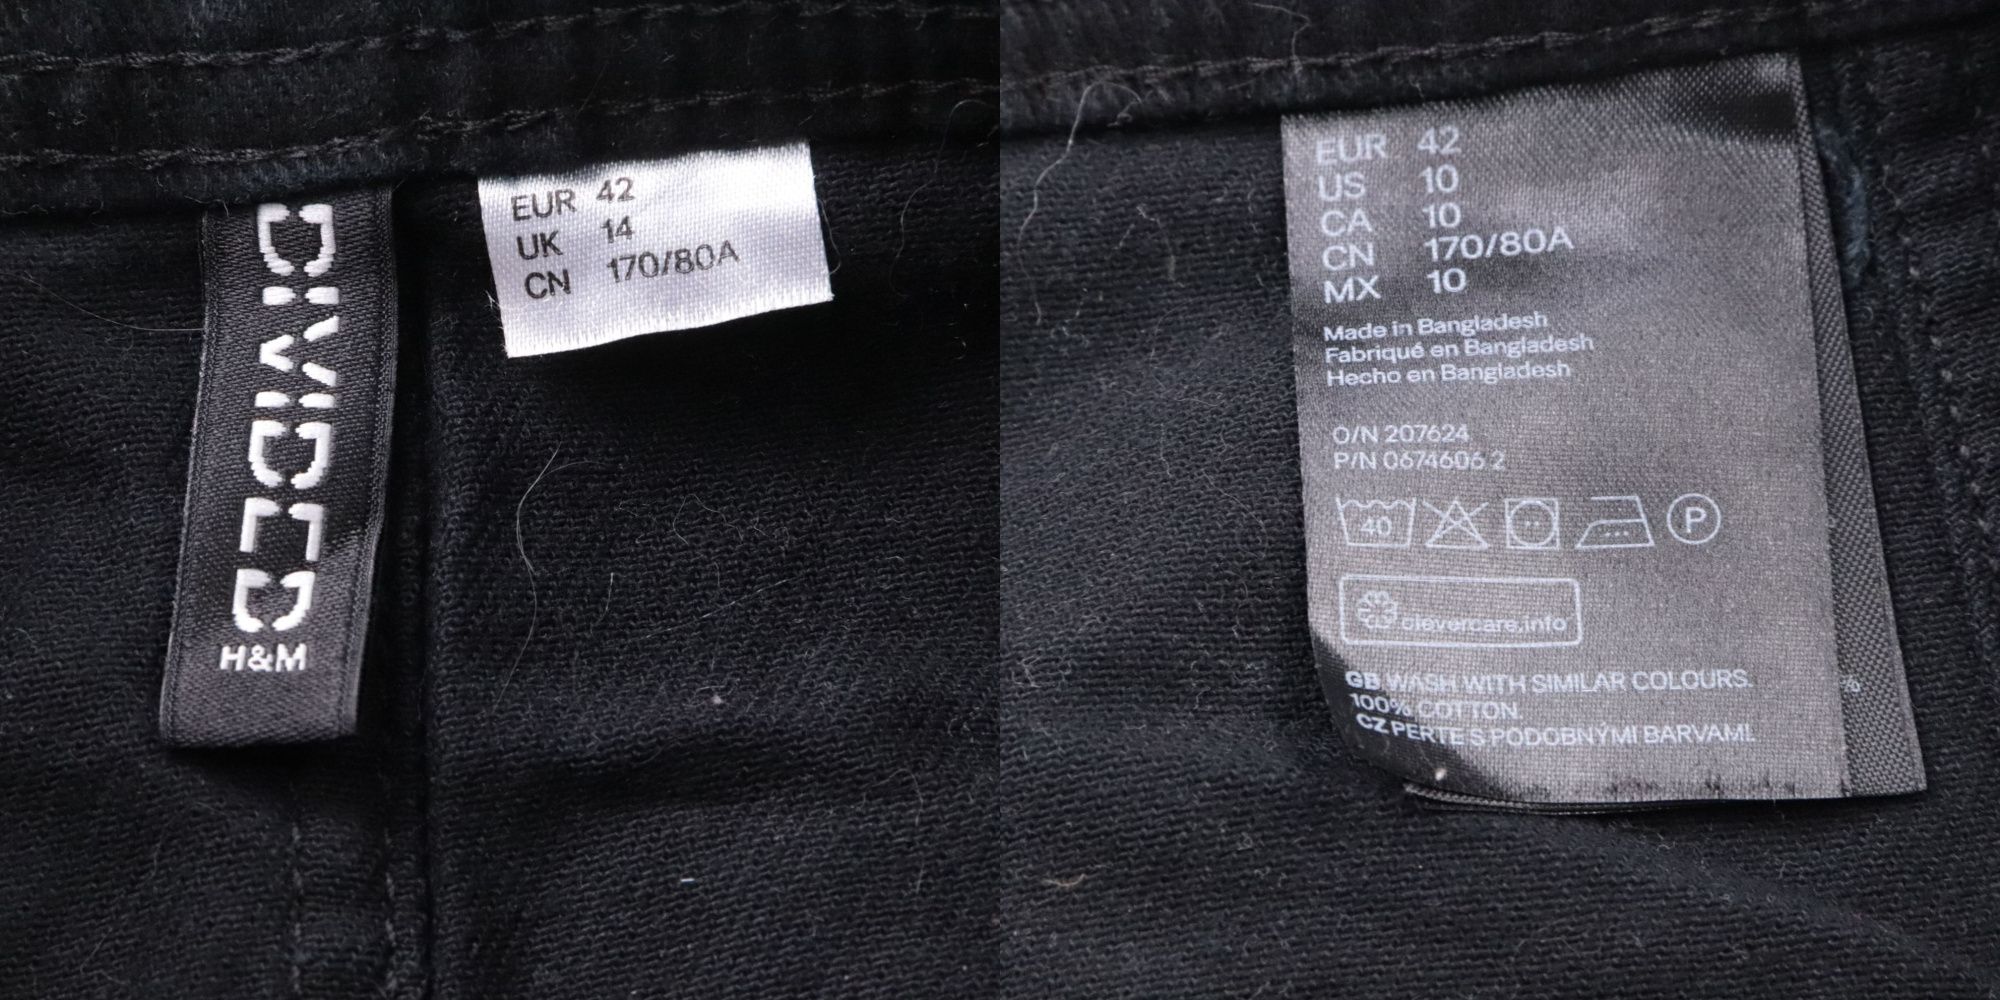 DIVIDED
H&M
EUR 42
UK 14
CN 170/80A
EUR 42
US 10
CA 10
CN 170/80A
MX 10
Made in Bangladesh
Fabriqué en Bangladesh
Hecho en Bangladesh
O/N 207624
P/N 0674606 2
40
P
clevercare.info
GB WASH WITH SIMILAR COLOURS.
100% COTTON.
CZ PERTE S PODOBNÝMI BARVAMI.
%